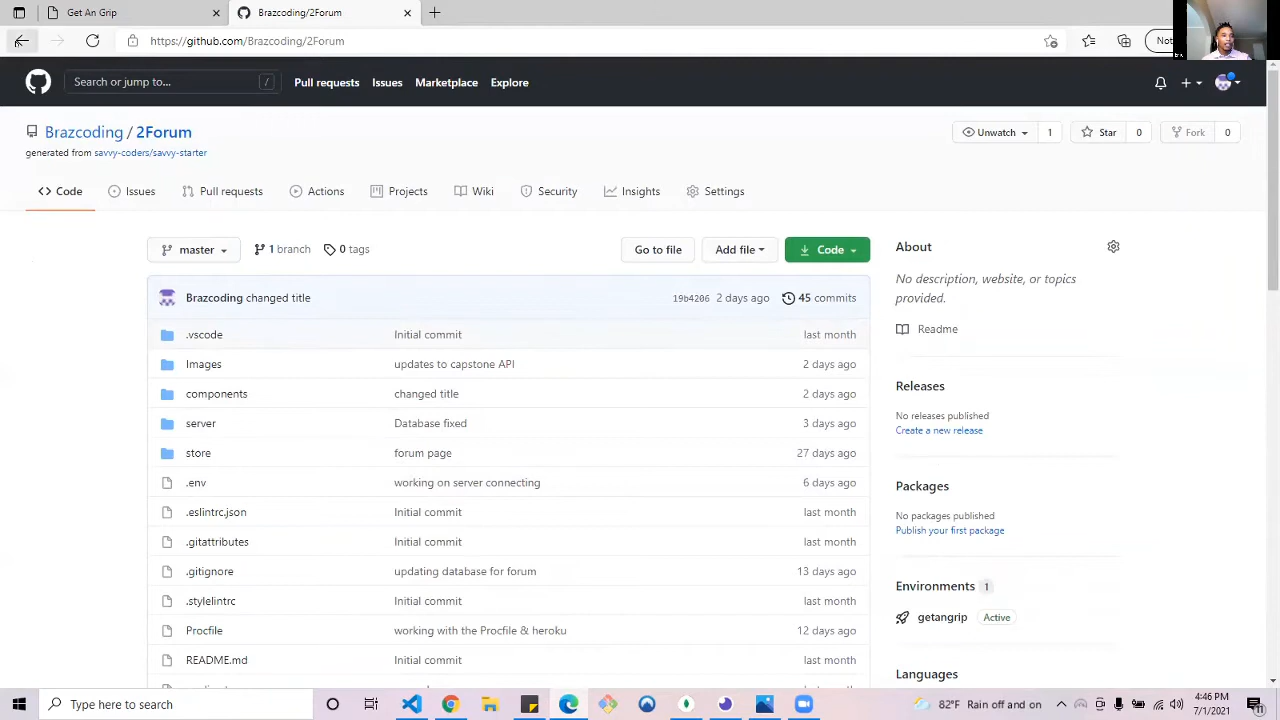 Get An Grip
Brazcoding/2Forum
https://github.com/Brazcoding/2Forum
Not
Search or jump to... /
Pull requests Issues Marketplace Explore
Brazcoding / 2Forum
generated from savvy-coders/savvy-starter
Unwatch 1 Star 0 Fork 0
Code Issues Pull requests Actions Projects Wiki Security Insights Settings
master 1 branch 0 tags Go to file Add file Code
Brazcoding changed title 19b4206 2 days ago 45 commits
.vscode Initial commit last month
Images updates to capstone API 2 days ago
components changed title 2 days ago
server Database fixed 3 days ago
store forum page 27 days ago
.env working on server connecting 6 days ago
.eslintrc.json Initial commit last month
.gitattributes Initial commit last month
.gitignore updating database for forum 13 days ago
.stylelintrc Initial commit last month
Procfile working with the Procfile & heroku 12 days ago
README.md Initial commit last month
About
No description, website, or topics
provided.
Readme
Releases
No releases published
Create a new release
Packages
No packages published
Publish your first package
Environments 1
getangrip Active
Languages
Type here to search
82°F Rain off and on
4:46 PM
7/1/2021
11